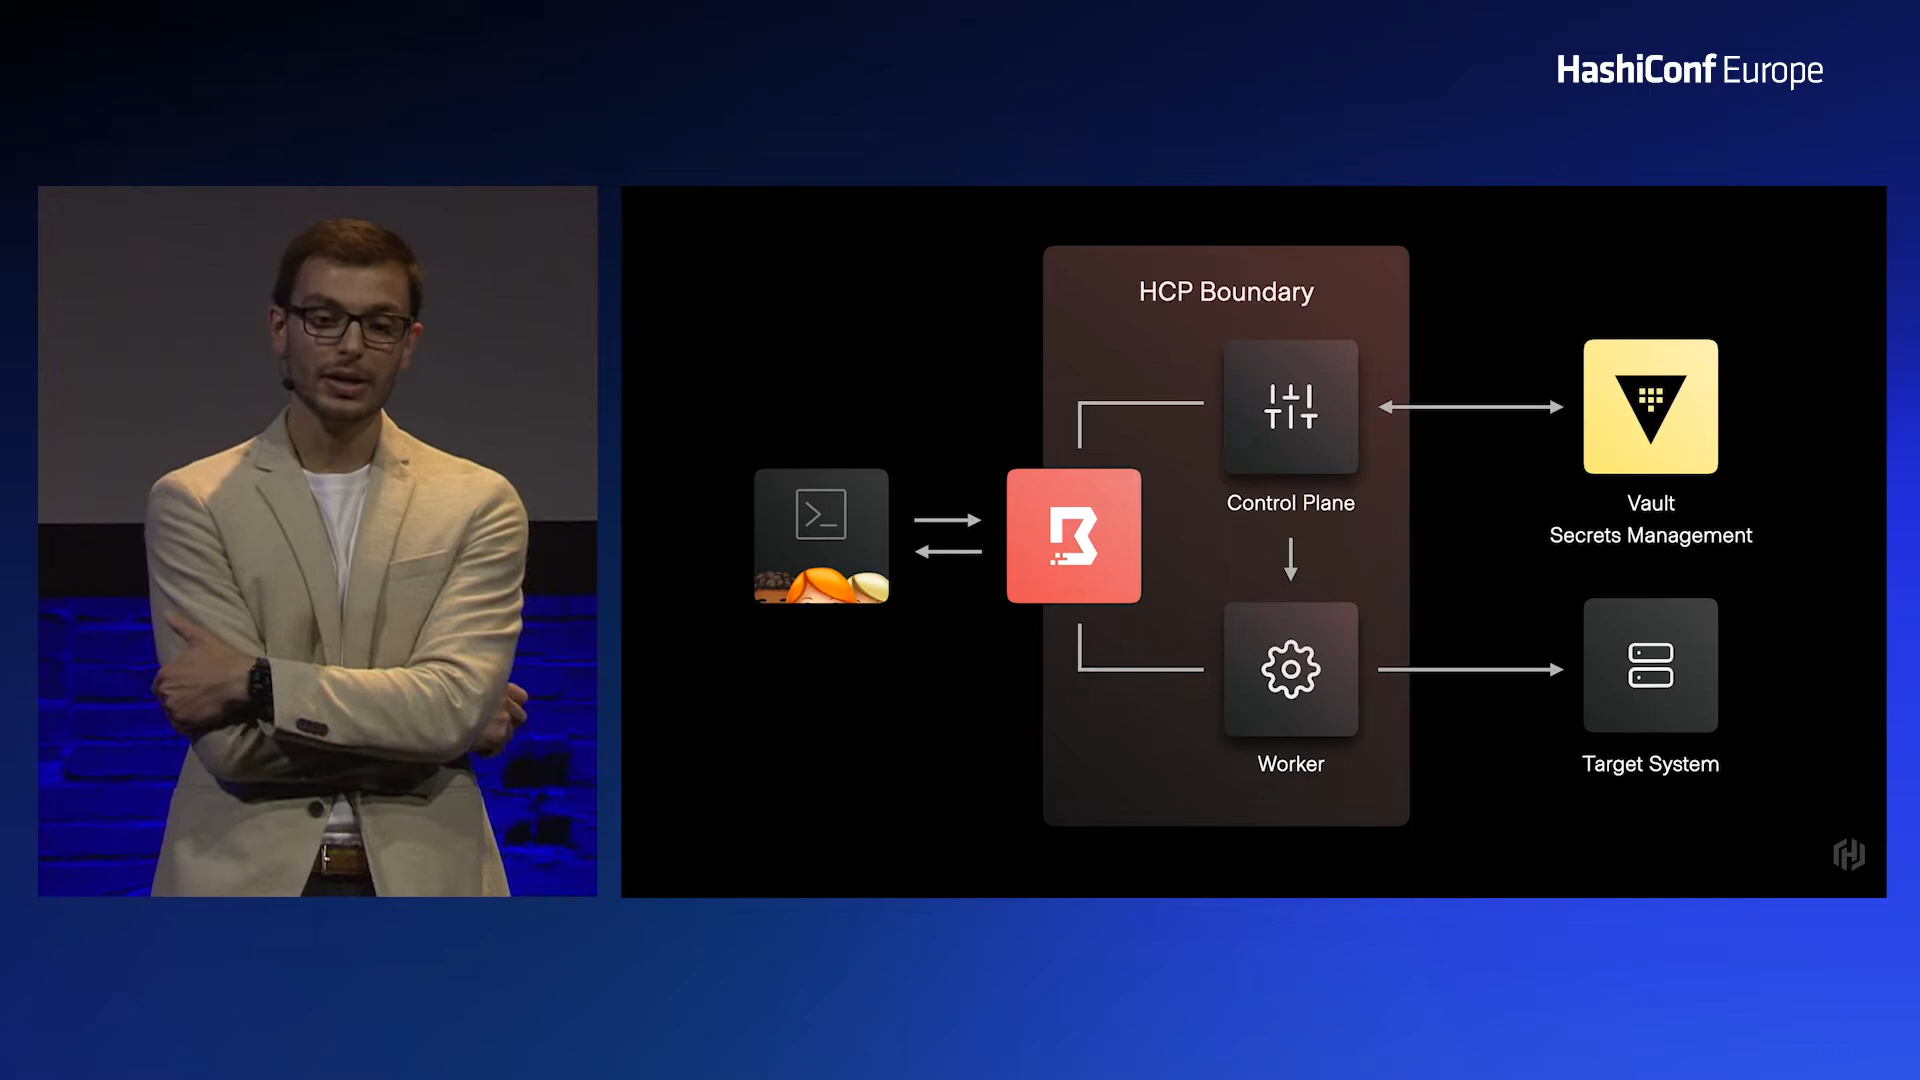 HashiConf Europe
HCP Boundary
Control Plane
Vault
Secrets Management
Worker
Target System